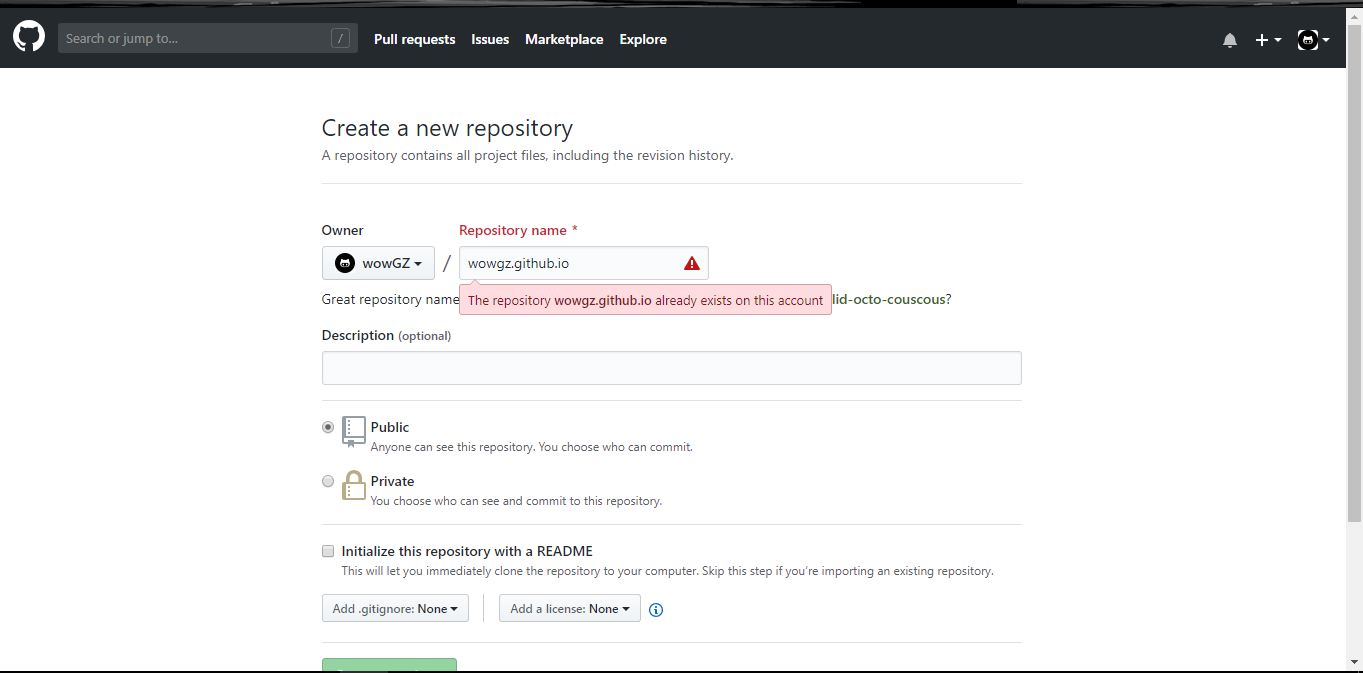 Search or jump to... /
Pull requests Issues Marketplace Explore
Create a new repository
A repository contains all project files, including the revision history.
Owner
Repository name *
wowGZ / wowgz.github.io
Great repository name
The repository wowgz.github.io already exists on this account
lid-octo-couscous?
Description (optional)
Public
Anyone can see this repository. You choose who can commit.
Private
You choose who can see and commit to this repository.
Initialize this repository with a README
This will let you immediately clone the repository to your computer. Skip this step if you're importing an existing repository.
Add .gitignore: None
Add a license: None